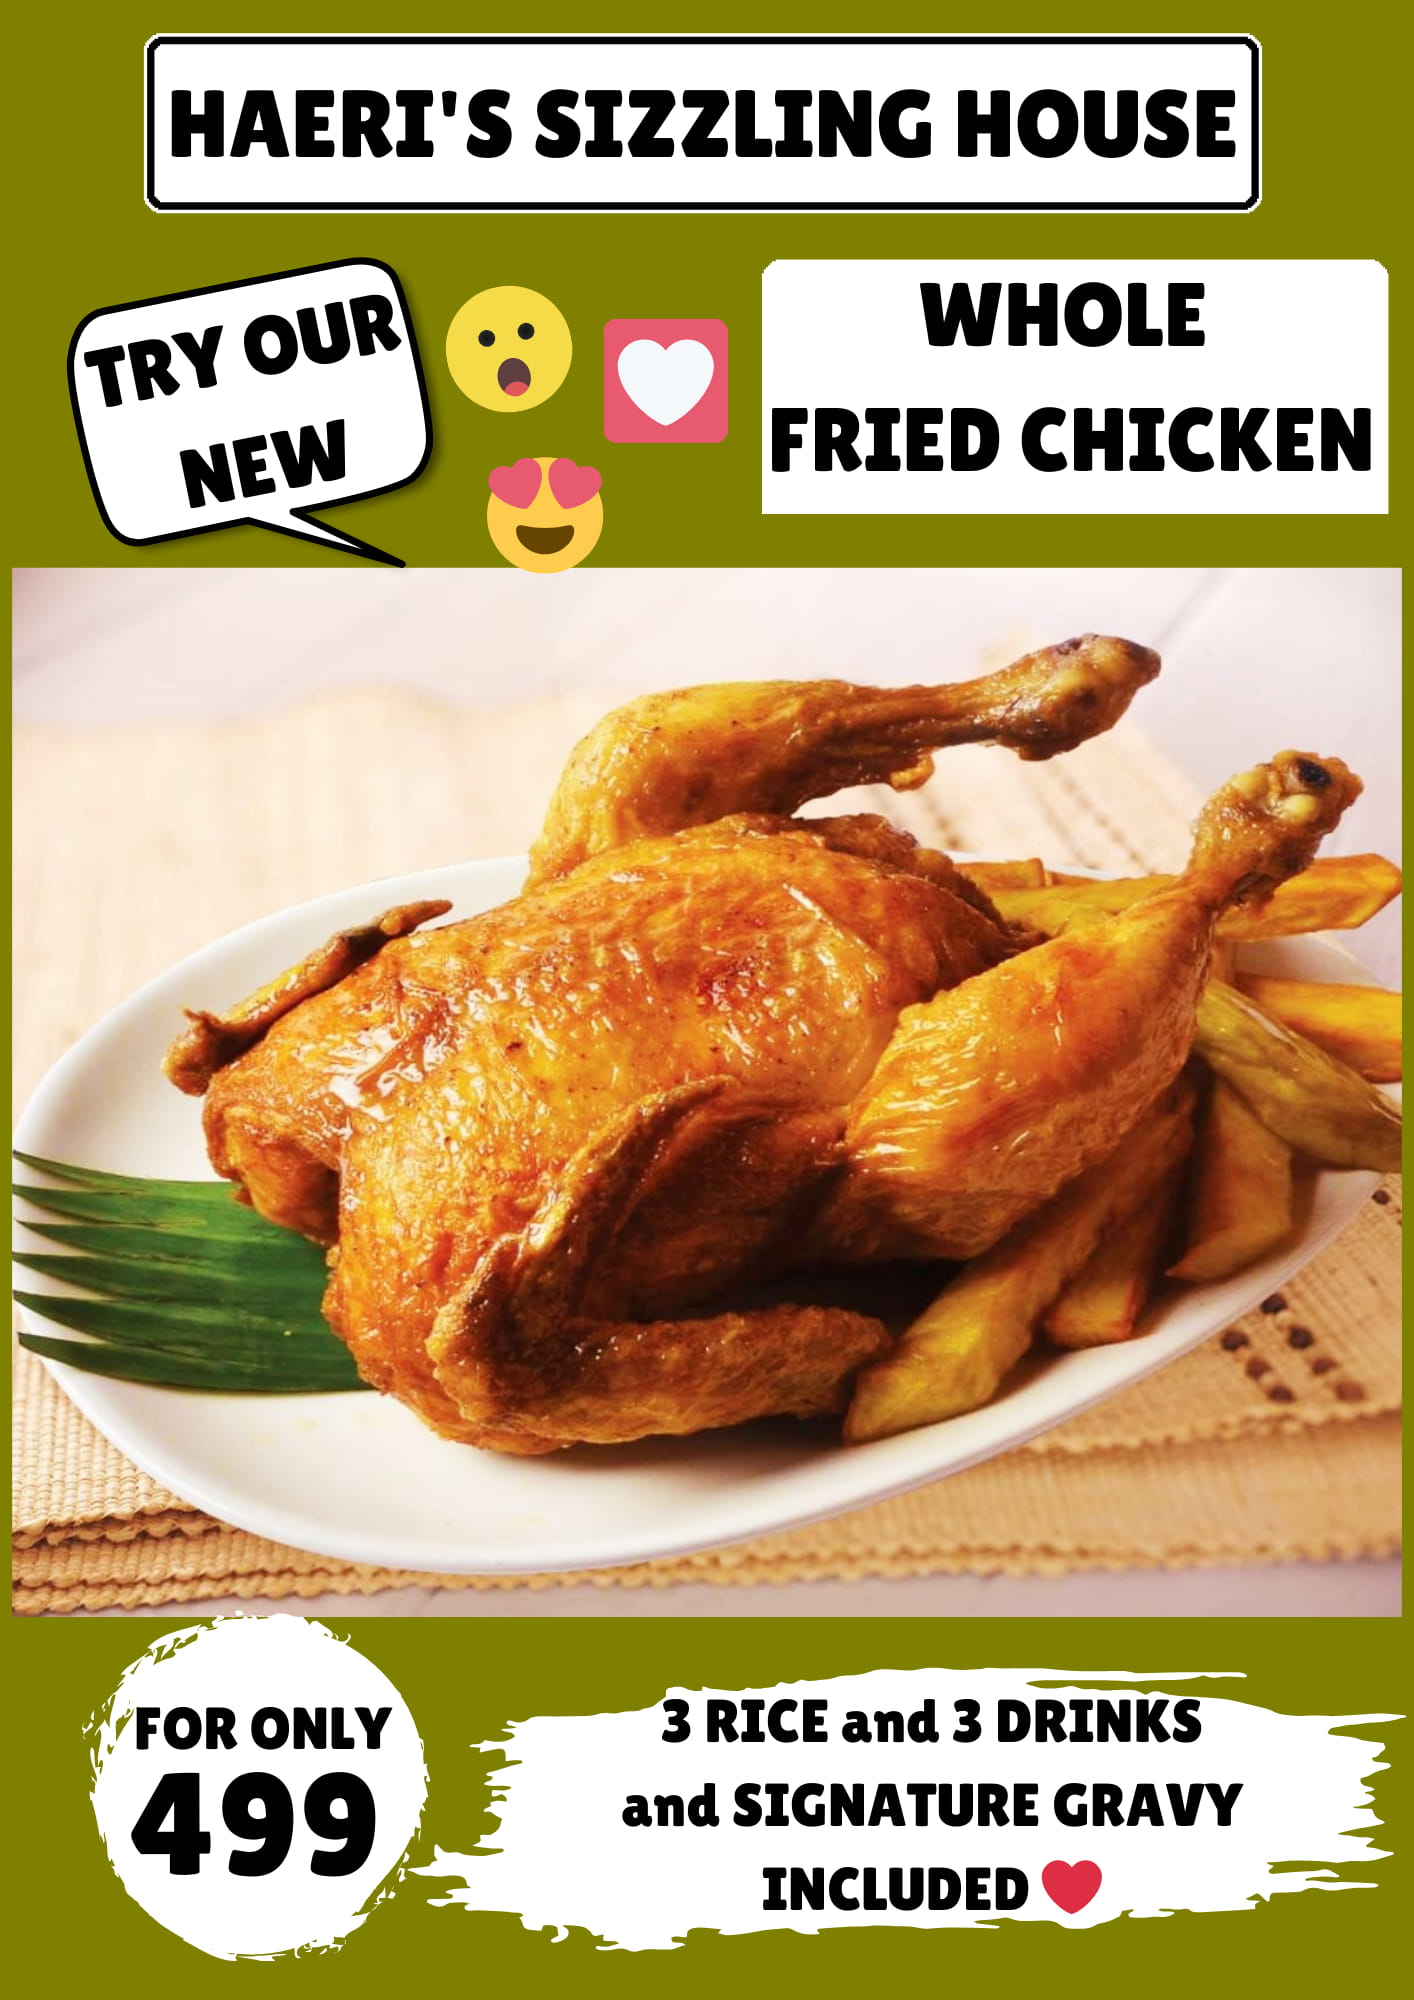 HAERI'S SIZZLING HOUSE
TRY OUR
NEW
WHOLE
FRIED CHICKEN
FOR ONLY
499
3 RICE and 3 DRINKS
and SIGNATURE GRAVY
INCLUDED ❤